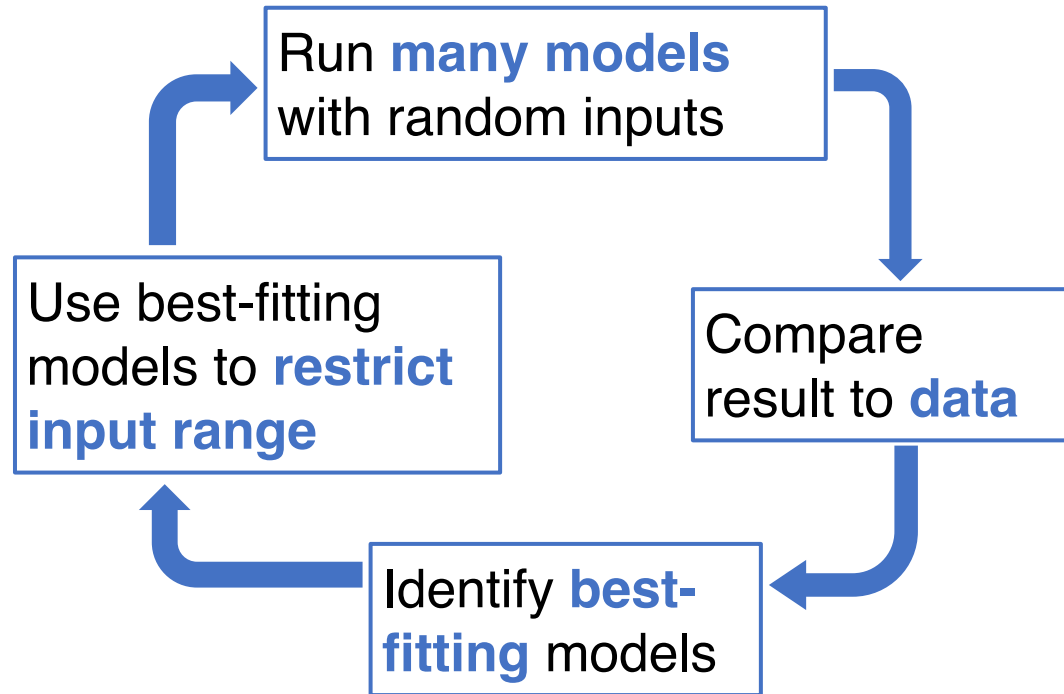 Run many models
with random inputs
Compare
result to data
Identify best-
fitting models
Use best-fitting
models to restrict
input range